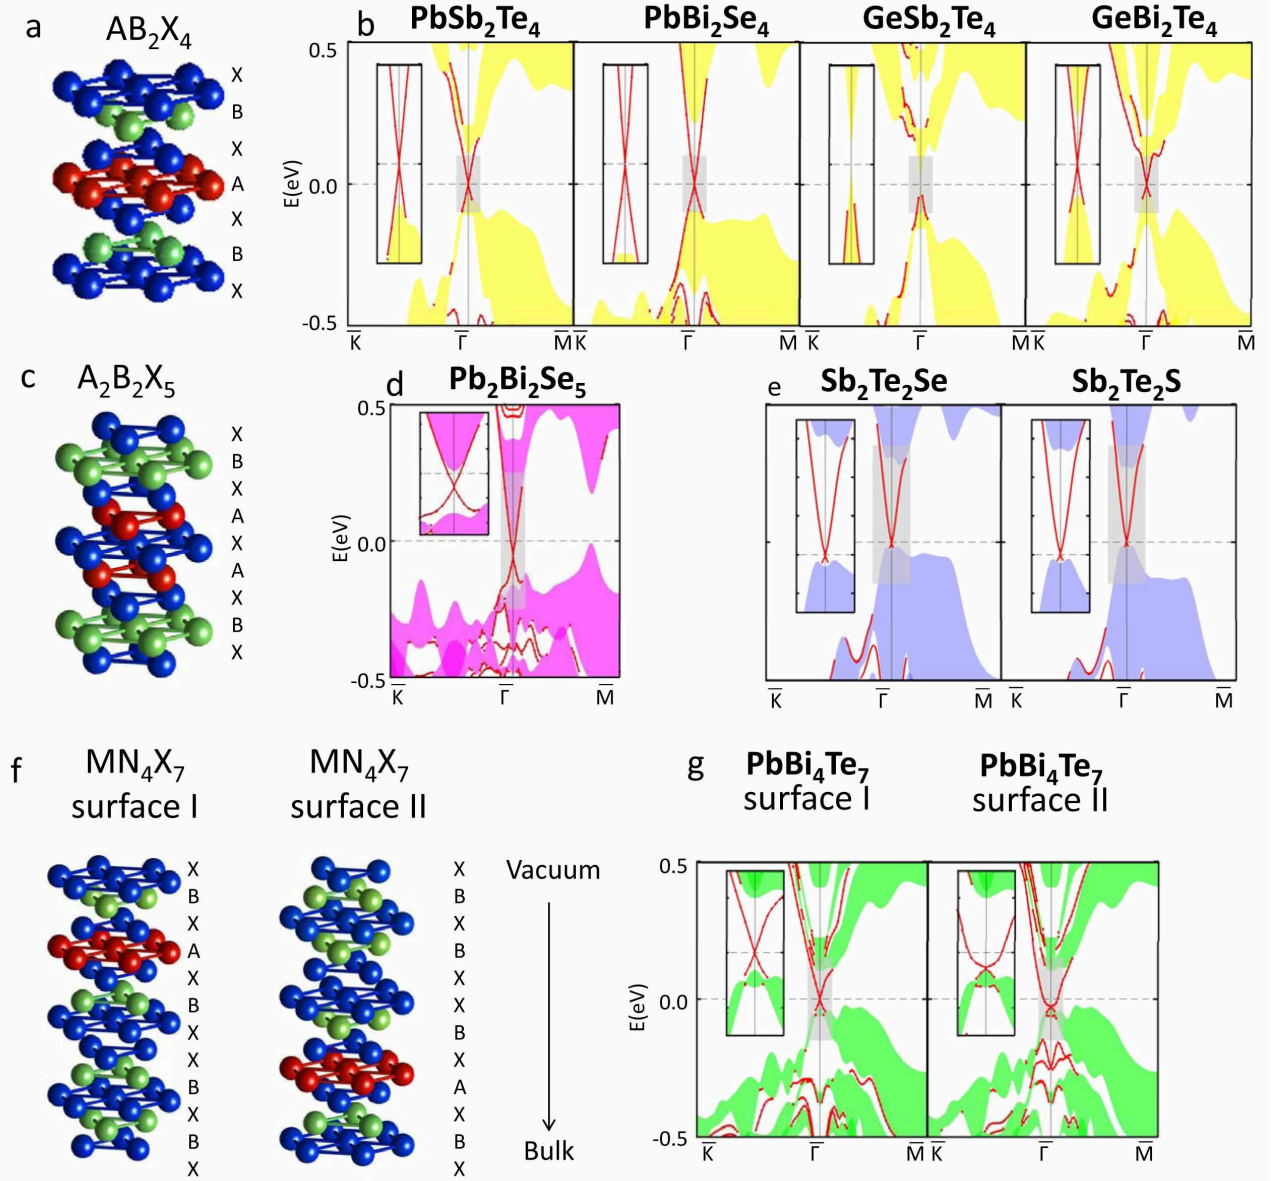 a
AB₂X₄
X
B
X
A
X
B
X
b
PbSb₂Te₄
PbBi₂Se₄
GeSb₂Te₄
GeBi₂Te₄
0.5
E(eV)
0.0
-0.5
K̅ Γ̅ M̅ K̅ Γ̅ M̅ K̅ Γ̅ M̅ K̅ Γ̅ M̅
c
A₂B₂X₅
X
B
X
A
X
A
X
B
X
d
Pb₂Bi₂Se₅
0.5
E(eV)
0.0
-0.5
K̅ Γ̅ M̅
e
Sb₂Te₂Se
Sb₂Te₂S
K̅ Γ̅ M̅ K̅ Γ̅ M̅
f
MN₄X₇
surface I
X
B
X
A
X
B
X
X
B
X
B
X
MN₄X₇
surface II
X
B
X
B
X
X
B
X
A
X
B
X
Vacuum
Bulk
g
PbBi₄Te₇
surface I
PbBi₄Te₇
surface II
0.5
E(eV)
0.0
-0.5
K̅ Γ̅ M̅ K̅ Γ̅ M̅